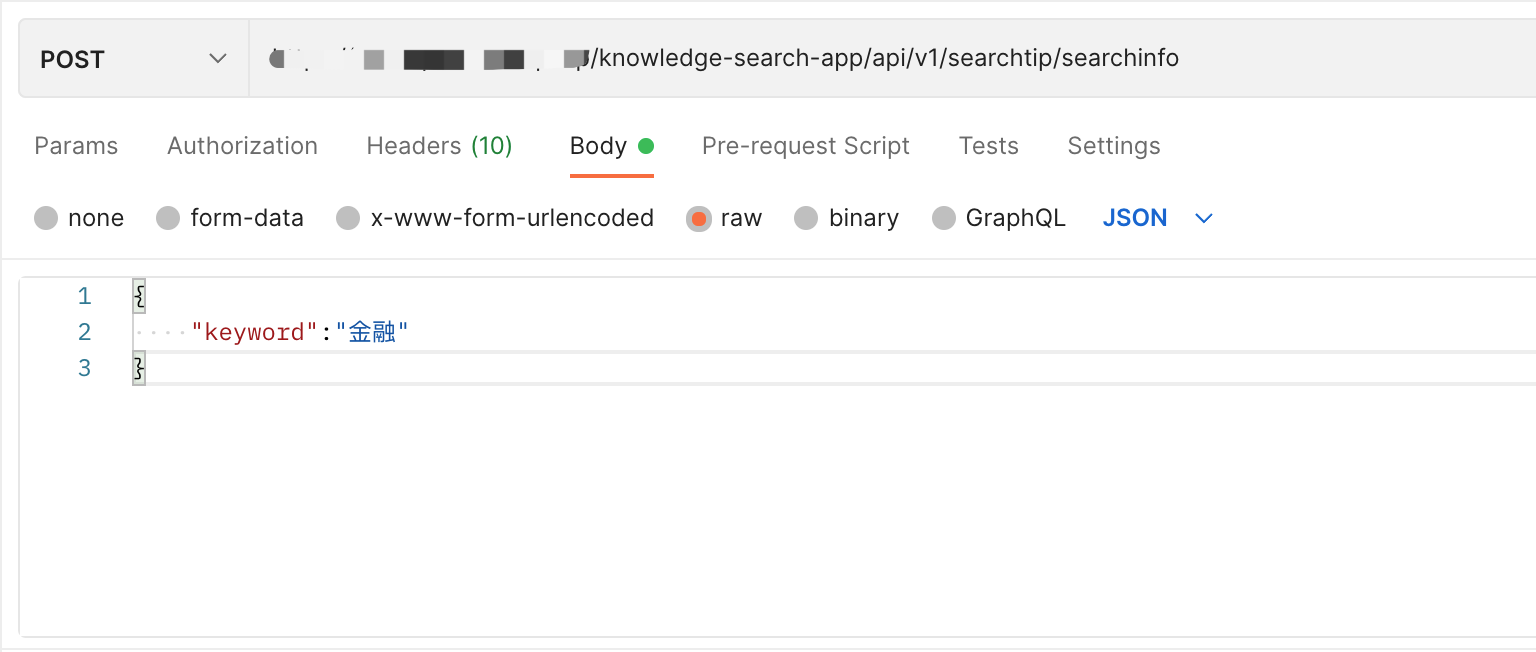 POST /knowledge-search-app/api/v1/searchtip/searchinfo
Params Authorization Headers (10) Body Pre-request Script Tests Settings
none form-data x-www-form-urlencoded raw binary GraphQL JSON
1 {
2 ····"keyword":"金融"
3 }